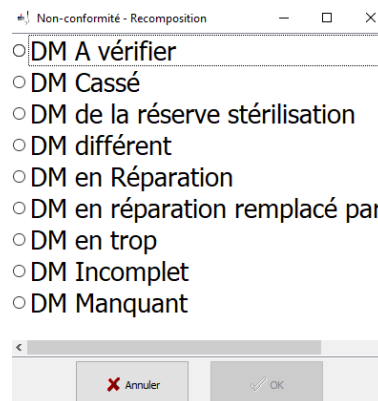 Non-conformité - Recomposition
DM A vérifier
DM Cassé
DM de la réserve stérilisation
DM différent
DM en Réparation
DM en réparation remplacé par
DM en trop
DM Incomplet
DM Manquant
Annuler
OK